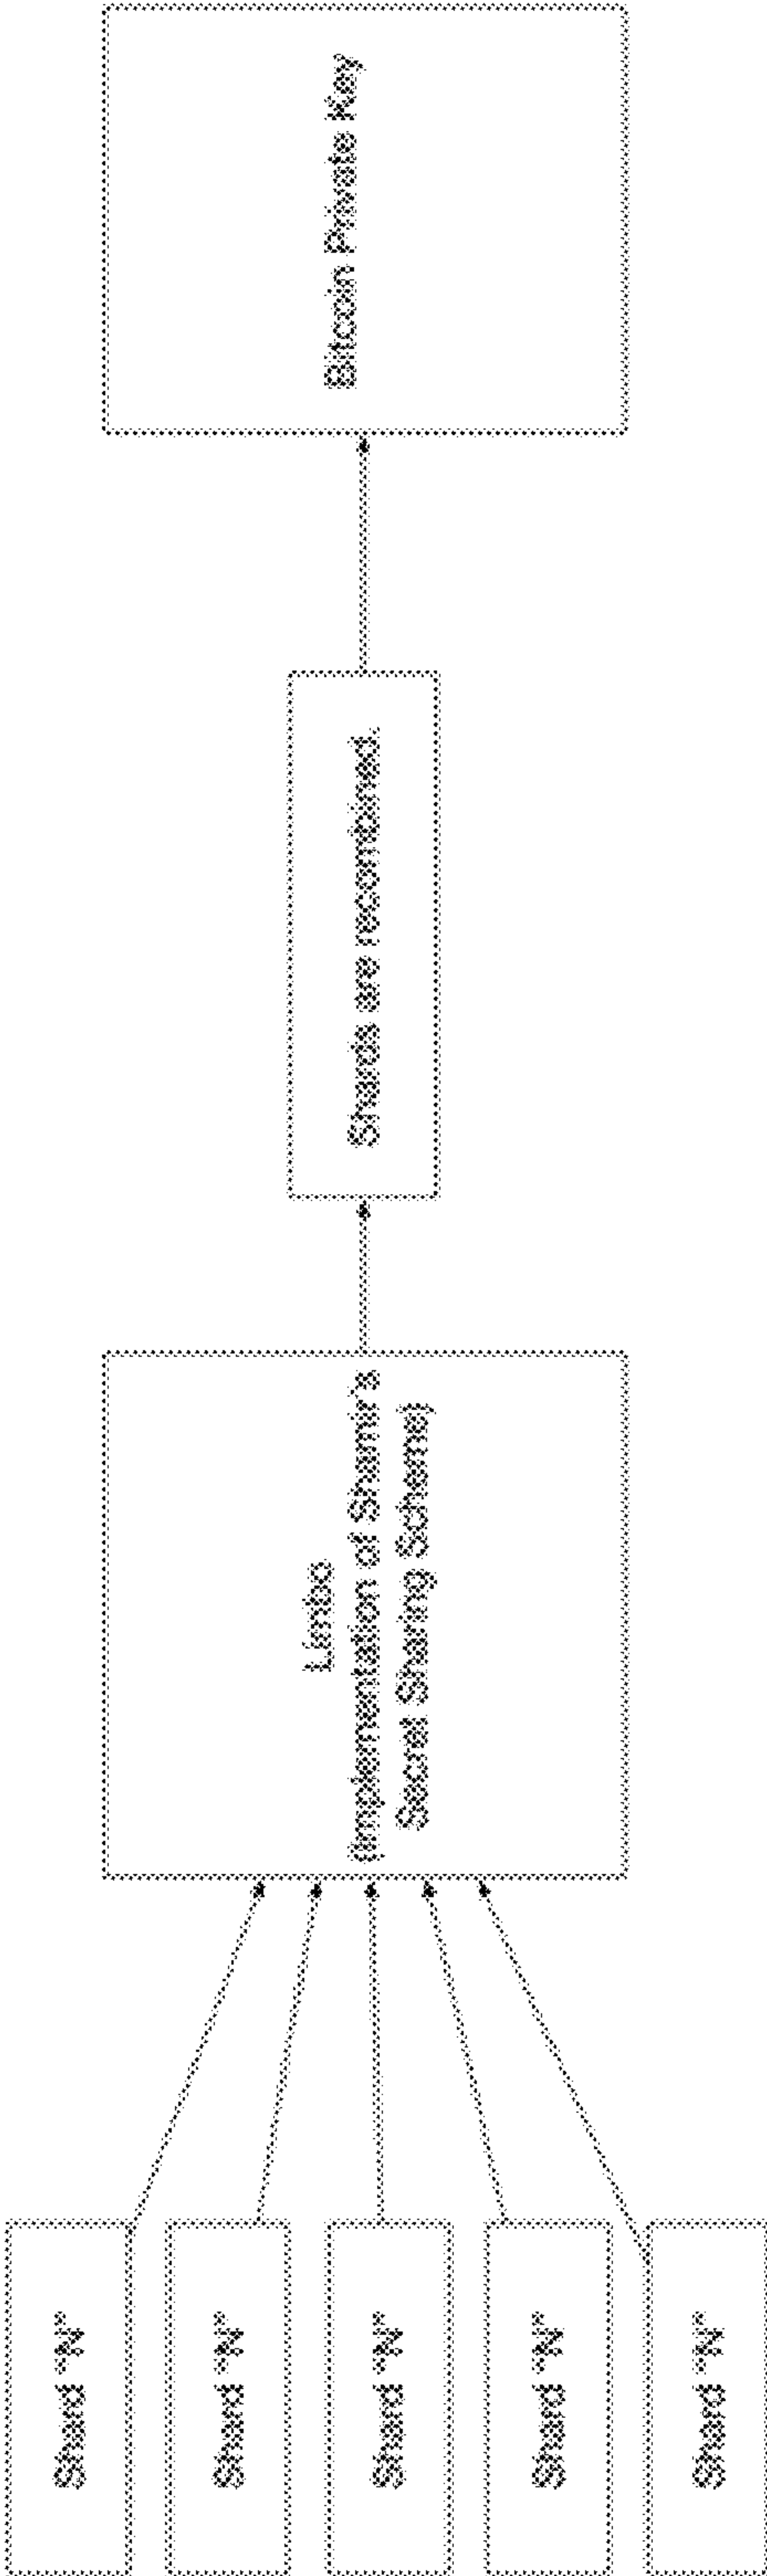 Shard "N"
Shard "N"
Shard "N"
Shard "N"
Shard "N"
Limbo
(Implementation of Shamir's
Secret Sharing Scheme)
Shards are recombined.
Bitcoin Private Key